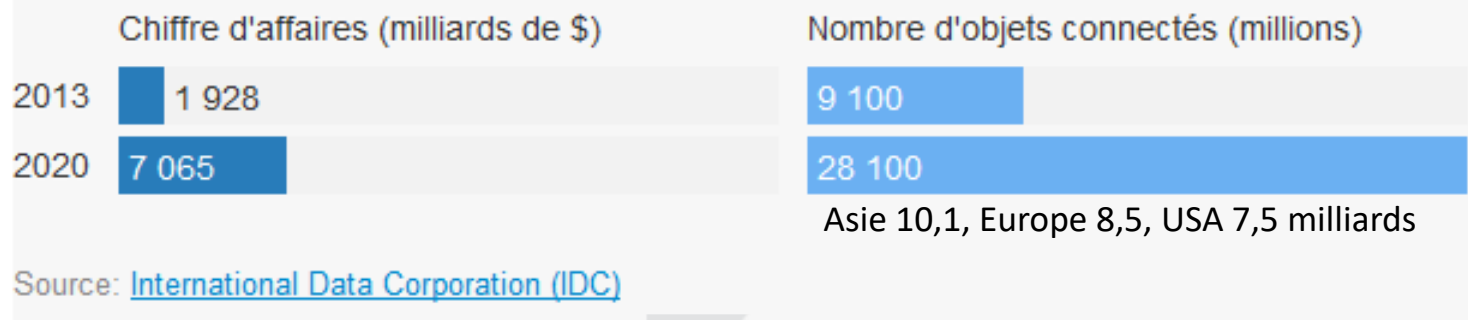 Chiffre d'affaires (milliards de $) Nombre d'objets connectés (millions)
2013 1 928 9 100
2020 7 065 28 100
Asie 10,1, Europe 8,5, USA 7,5 milliards
Source: International Data Corporation (IDC)